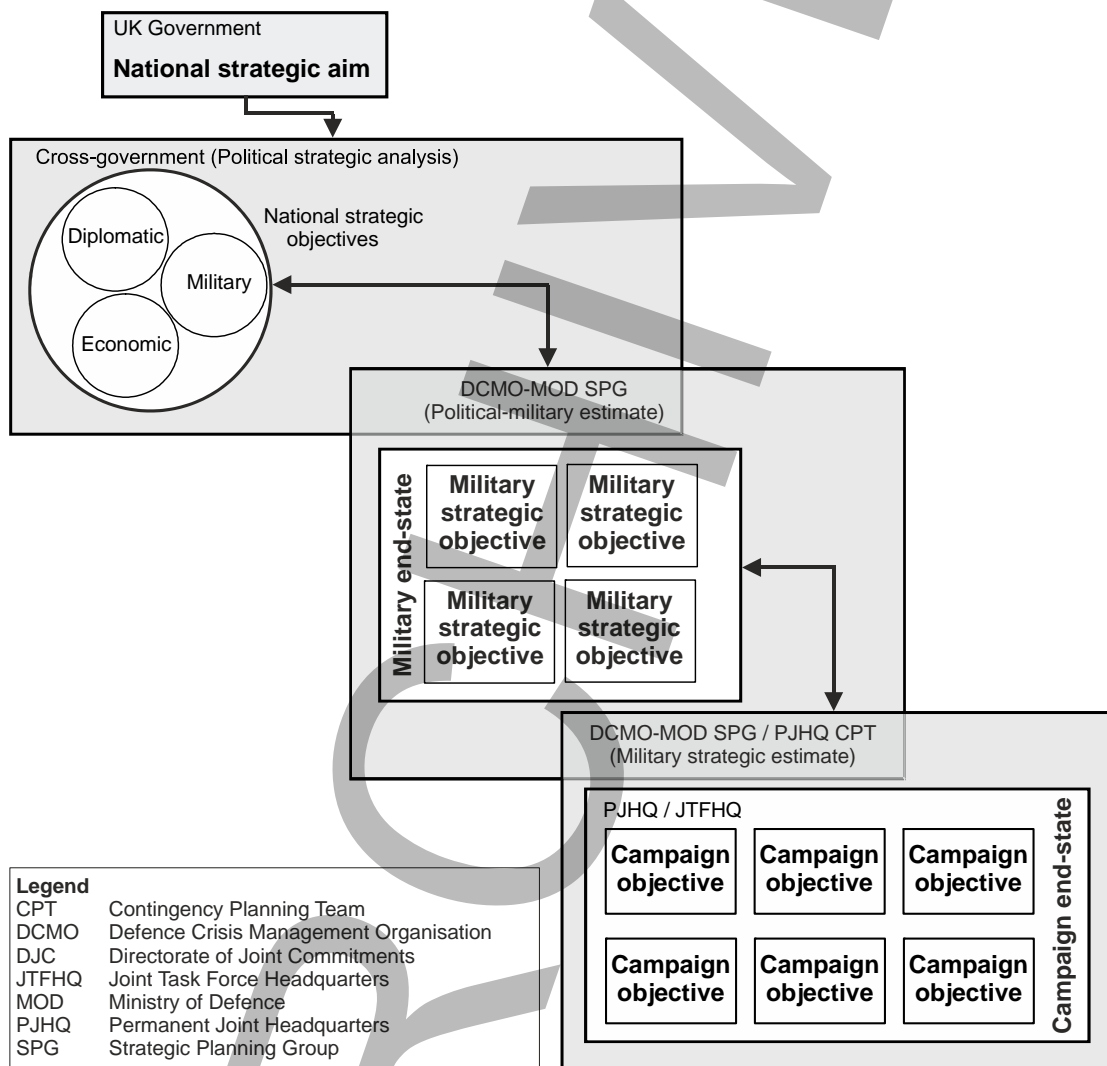 UK Government
National strategic aim
Cross-government (Political strategic analysis)
National strategic
objectives
Diplomatic
Military
Economic
DCMO-MOD SPG
(Political-military estimate)
Military end-state
Military
strategic
objective
Military
strategic
objective
Military
strategic
objective
Military
strategic
objective
DCMO-MOD SPG / PJHQ CPT
(Military strategic estimate)
PJHQ / JTFHQ
Campaign
objective
Campaign
objective
Campaign
objective
Campaign
objective
Campaign
objective
Campaign
objective
Campaign end-state
Legend
CPT Contingency Planning Team
DCMO Defence Crisis Management Organisation
DJC Directorate of Joint Commitments
JTFHQ Joint Task Force Headquarters
MOD Ministry of Defence
PJHQ Permanent Joint Headquarters
SPG Strategic Planning Group